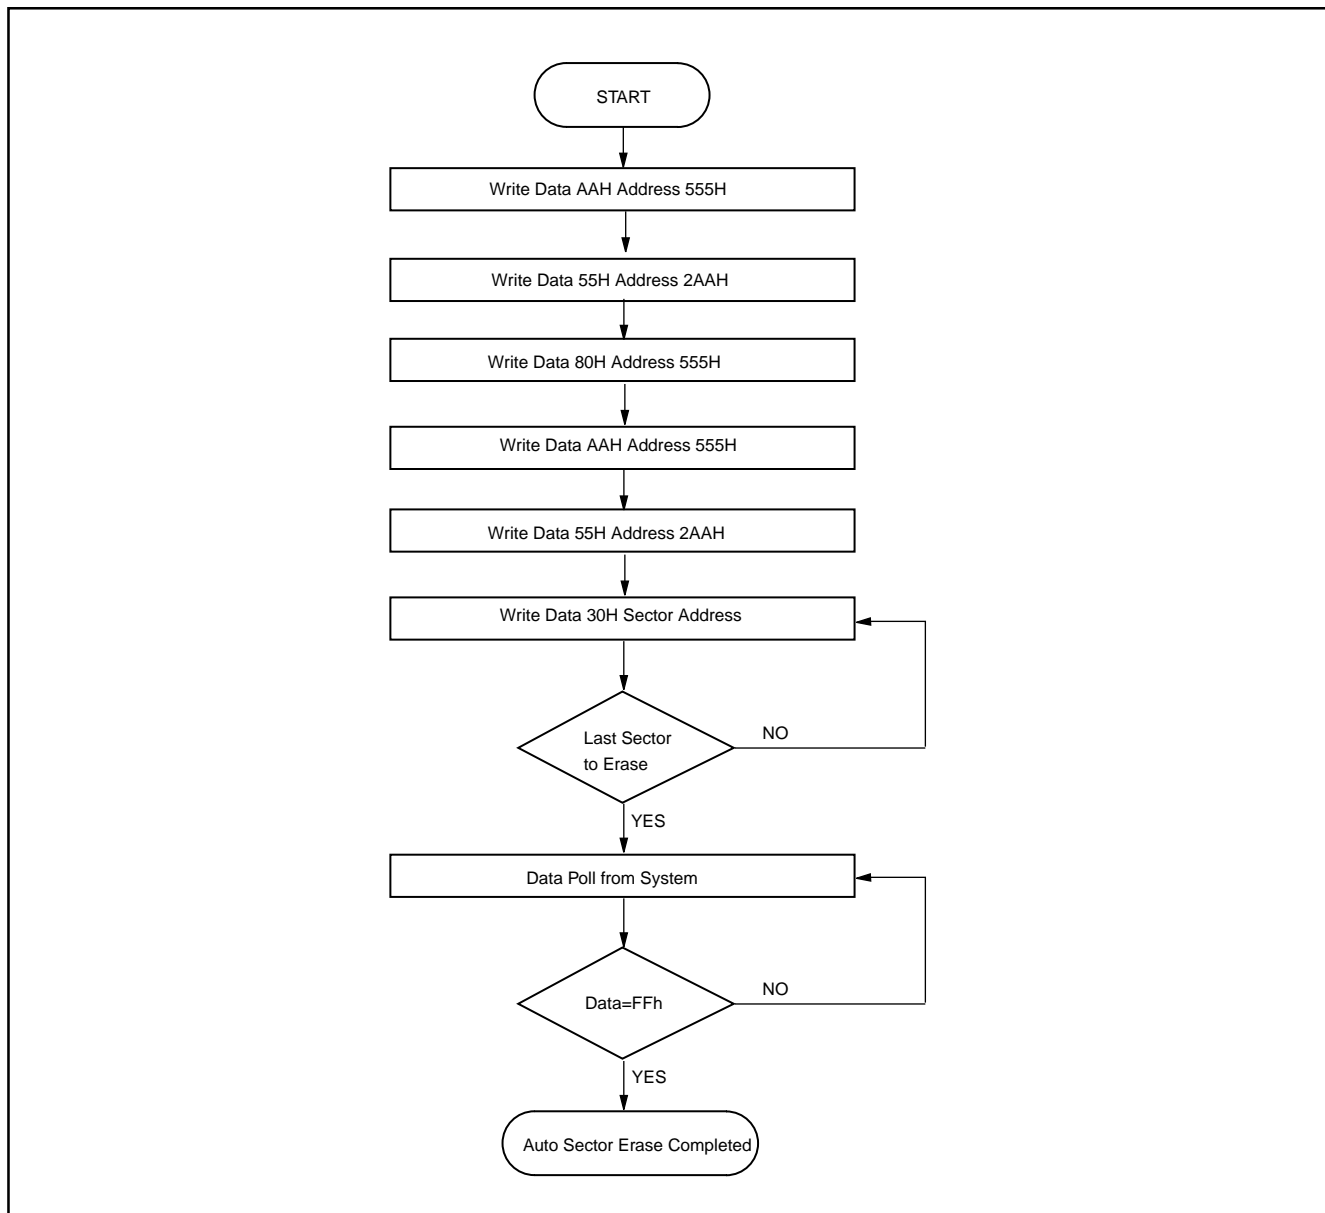 START
Write Data AAH Address 555H
Write Data 55H Address 2AAH
Write Data 80H Address 555H
Write Data AAH Address 555H
Write Data 55H Address 2AAH
Write Data 30H Sector Address
Last Sector
to Erase
NO
YES
Data Poll from System
Data=FFh
NO
YES
Auto Sector Erase Completed